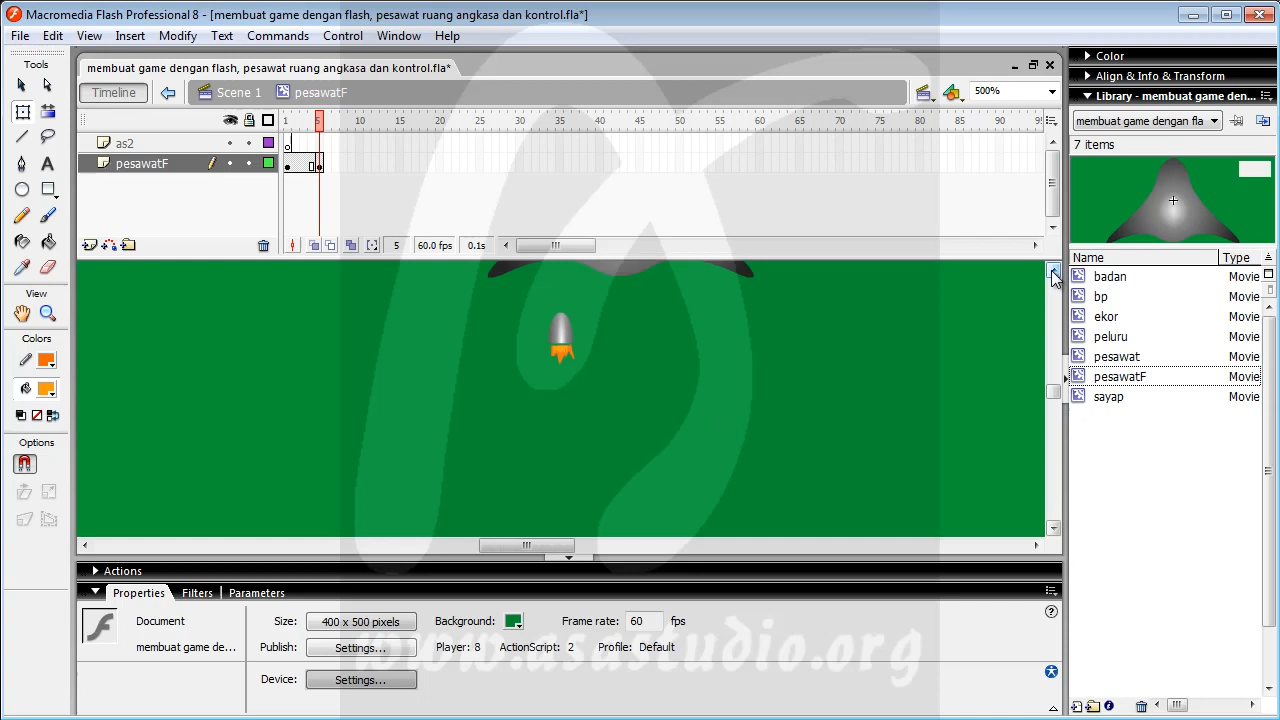 Macromedia Flash Professional 8 - [membuat game dengan flash, pesawat ruang angkasa dan kontrol.fla*]
File Edit View Insert Modify Text Commands Control Window Help
Tools
membuat game dengan flash, pesawat ruang angkasa dan kontrol.fla*
Timeline Scene 1 pesawatF 500%
1 5 10 15 20 25 30 35 40 45 50 55 60 65 70 75 80 85 90 95
as2
pesawatF
5 60.0 fps 0.1s
View
Colors
Options
Color
Align & Info & Transform
Library - membuat game den...
membuat game dengan fla
7 items
Name Type
badan Movie
bp Movie
ekor Movie
peluru Movie
pesawat Movie
pesawatF Movie
sayap Movie
Actions
Properties Filters Parameters
Document
membuat game de...
Size: 400 x 500 pixels Background: Frame rate: 60 fps
Publish: Settings... Player: 8 ActionScript: 2 Profile: Default
Device: Settings...
www.asastudio.org